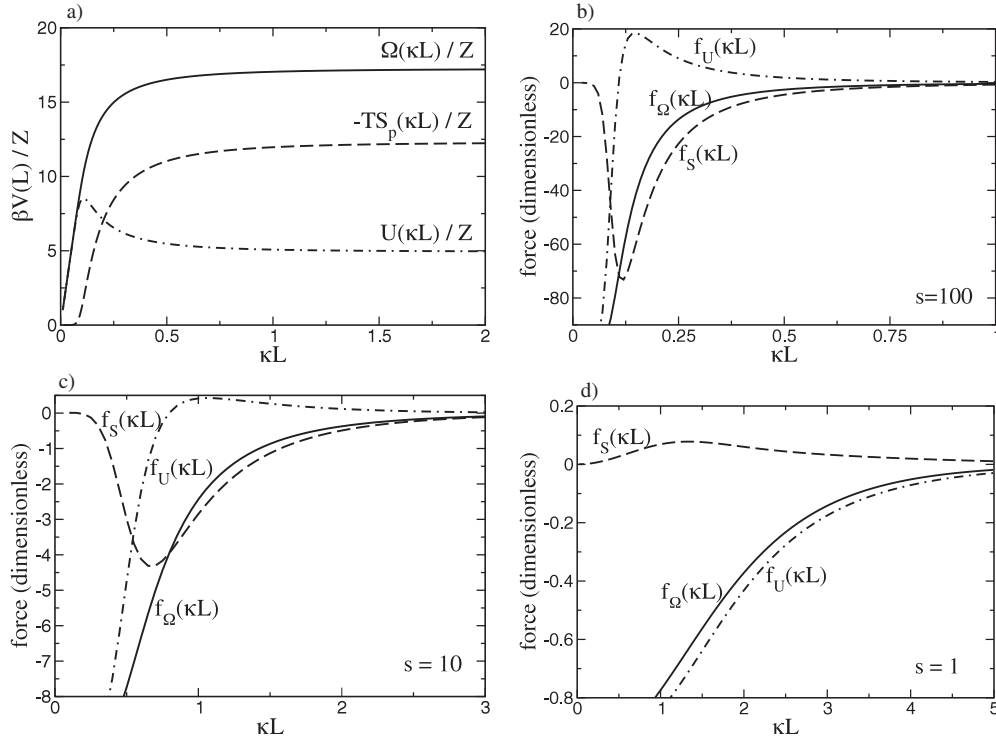 a)
20
15
10
5
0
βV(L) / Z
Ω(κL) / Z
-TS_p(κL) / Z
U(κL) / Z
0
0.5
1
1.5
2
κL
b)
20
0
-20
-40
-60
-80
force (dimensionless)
f_U(κL)
f_Ω(κL)
f_S(κL)
s=100
0
0.25
0.5
0.75
1
κL
c)
0
-1
-2
-3
-4
-5
-6
-7
-8
force (dimensionless)
f_S(κL)
f_U(κL)
f_Ω(κL)
s = 10
0
1
2
3
κL
d)
0.2
0
-0.2
-0.4
-0.6
-0.8
force (dimensionless)
f_S(κL)
f_Ω(κL)
f_U(κL)
s = 1
0
1
2
3
4
5
κL